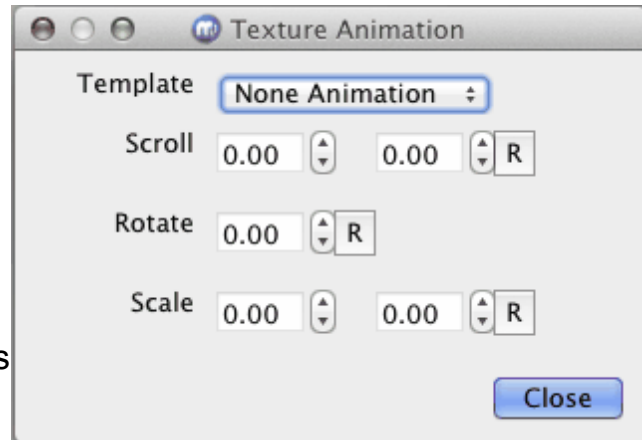 Texture Animation
Template None Animation
Scroll 0.00 0.00 R
Rotate 0.00 R
Scale 0.00 0.00 R
s
Close